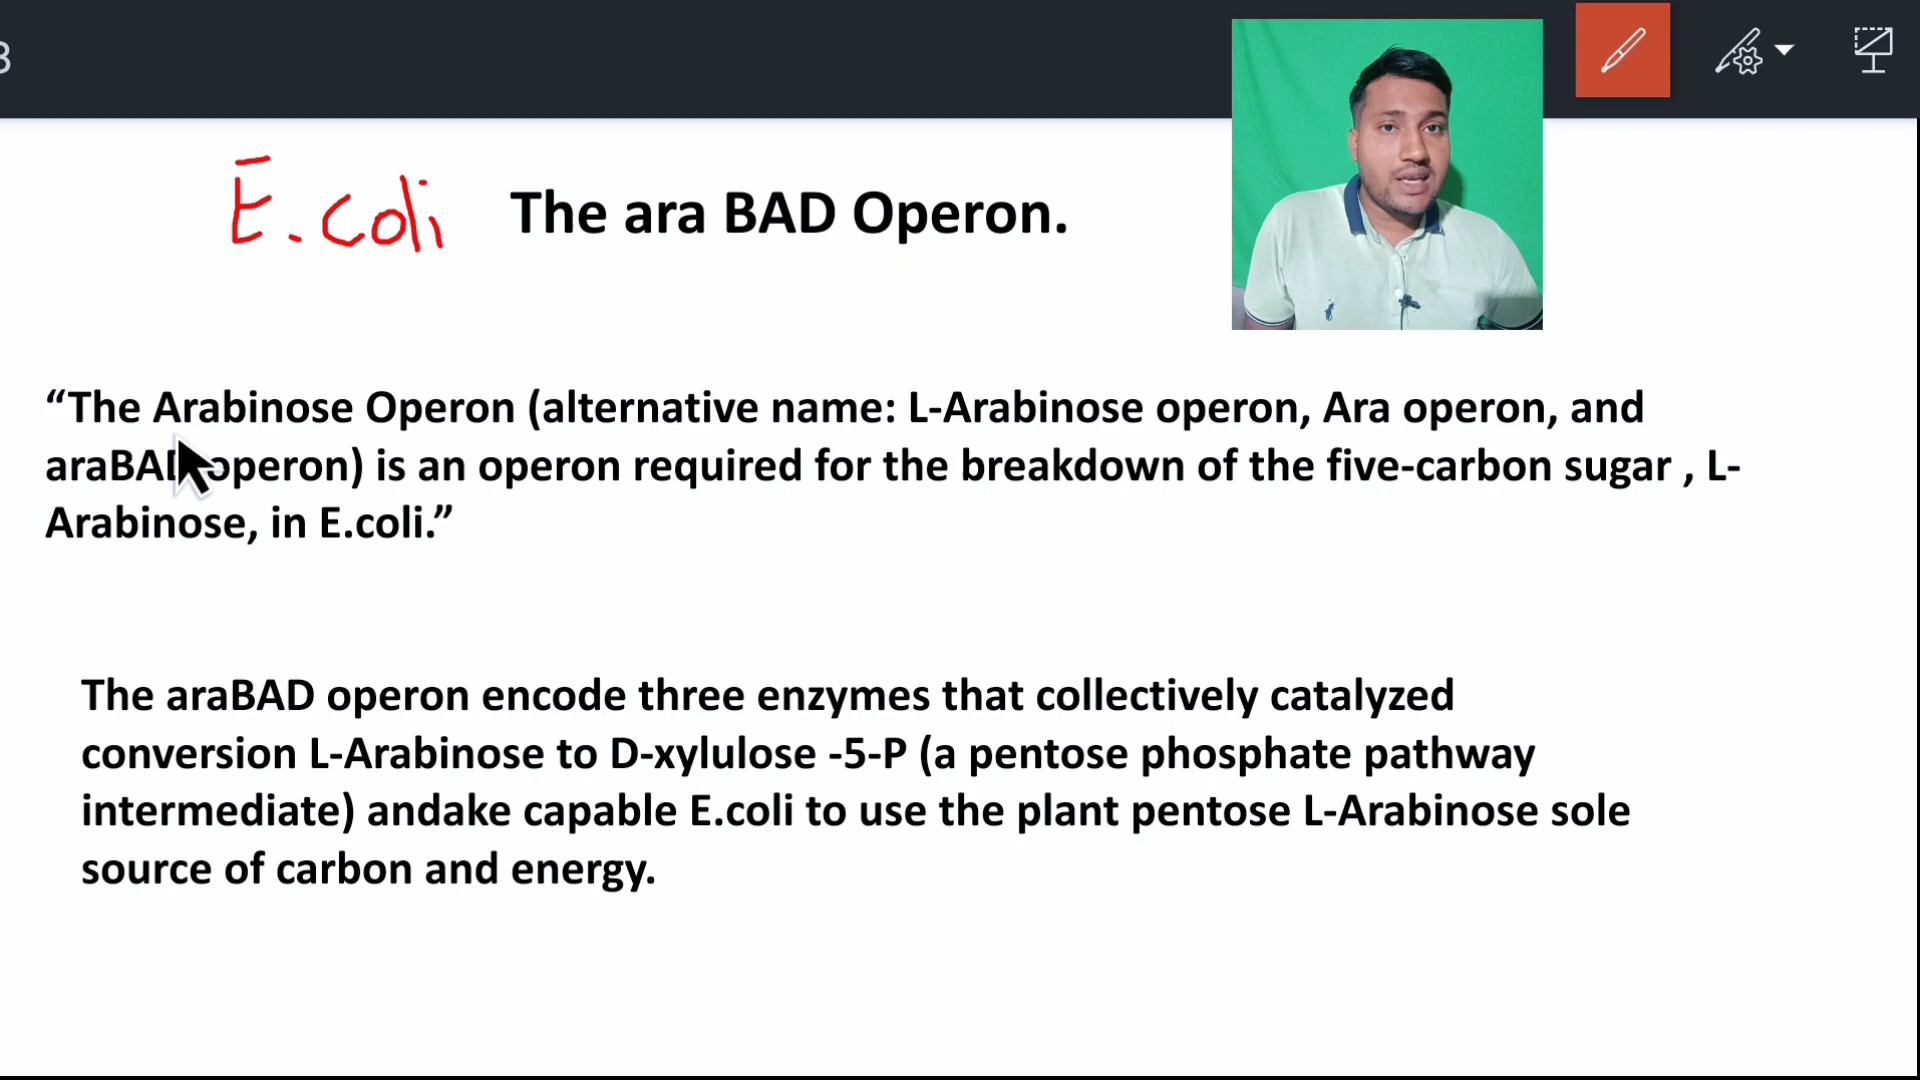 3
E.coli The ara BAD Operon.
“The Arabinose Operon (alternative name: L-Arabinose operon, Ara operon, and
araBAD operon) is an operon required for the breakdown of the five-carbon sugar , L-
Arabinose, in E.coli.”
The araBAD operon encode three enzymes that collectively catalyzed
conversion L-Arabinose to D-xylulose -5-P (a pentose phosphate pathway
intermediate) andake capable E.coli to use the plant pentose L-Arabinose sole
source of carbon and energy.